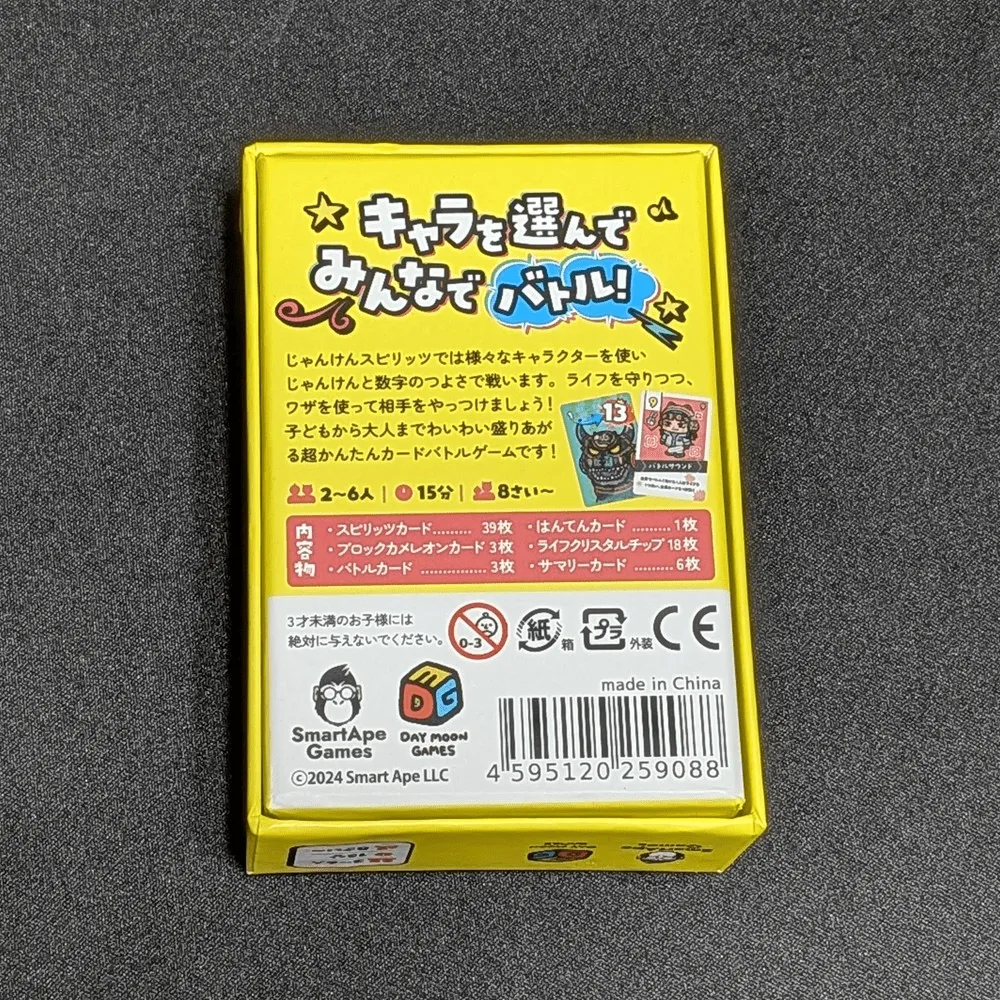 キャラを選んで
みんなでバトル!
じゃんけんスピリッツでは様々なキャラクターを使い
じゃんけんと数字のつよさで戦います。ライフを守りつつ、
ワザを使って相手をやっつけましょう!
子どもから大人までわいわい盛りあが
る超かんたんカードバトルゲームです!
1 13
9
バトルサウンド
2〜6人 | 15分 | 8さい〜
内容物
・スピリッツカード......... 39枚 ・はんてんカード ......... 1枚
・ブロックカメレオンカード 3枚 ・ライフクリスタルチップ 18枚
・バトルカード ............... 3枚 ・サマリーカード ......... 6枚
3才未満のお子様には
絶対に与えないでください。
0-3
紙 箱 プラ 外装 CE
made in China
SmartApe
Games
DMG
DAY MOON
GAMES
©2024 Smart Ape LLC
4 595120 259088